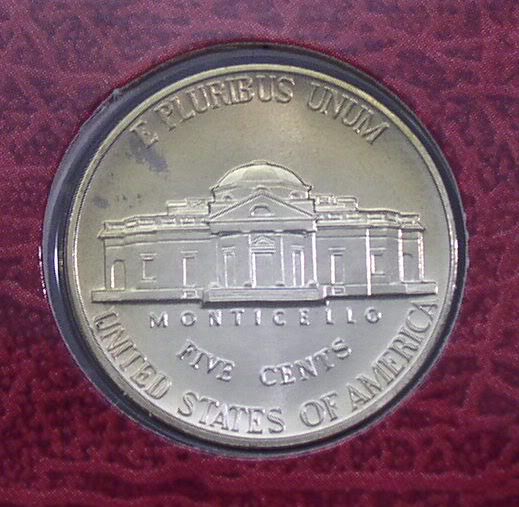 E PLURIBUS UNUM
MONTICELLO
FIVE CENTS
UNITED STATES OF AMERICA